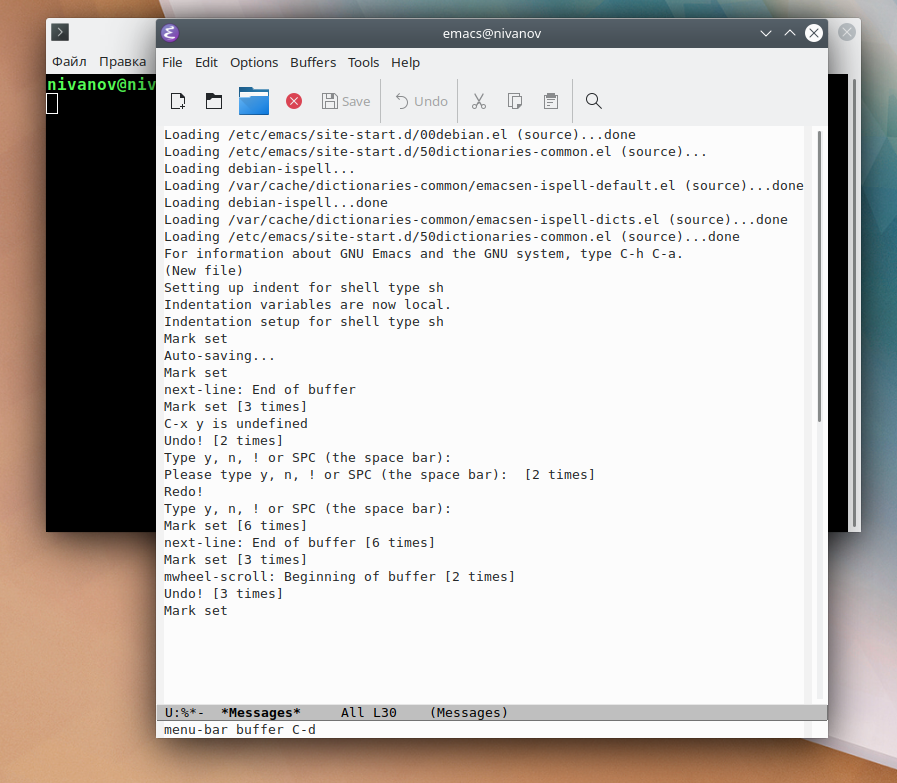 emacs@nivanov
Файл Правка
File Edit Options Buffers Tools Help
nivanov@niv
Save Undo
Loading /etc/emacs/site-start.d/00debian.el (source)...done
Loading /etc/emacs/site-start.d/50dictionaries-common.el (source)...
Loading debian-ispell...
Loading /var/cache/dictionaries-common/emacsen-ispell-default.el (source)...done
Loading debian-ispell...done
Loading /var/cache/dictionaries-common/emacsen-ispell-dicts.el (source)...done
Loading /etc/emacs/site-start.d/50dictionaries-common.el (source)...done
For information about GNU Emacs and the GNU system, type C-h C-a.
(New file)
Setting up indent for shell type sh
Indentation variables are now local.
Indentation setup for shell type sh
Mark set
Auto-saving...
Mark set
next-line: End of buffer
Mark set [3 times]
C-x y is undefined
Undo! [2 times]
Type y, n, ! or SPC (the space bar):
Please type y, n, ! or SPC (the space bar):  [2 times]
Redo!
Type y, n, ! or SPC (the space bar):
Mark set [6 times]
next-line: End of buffer [6 times]
Mark set [3 times]
mwheel-scroll: Beginning of buffer [2 times]
Undo! [3 times]
Mark set
U:%*-  *Messages*     All L30    (Messages)
menu-bar buffer C-d